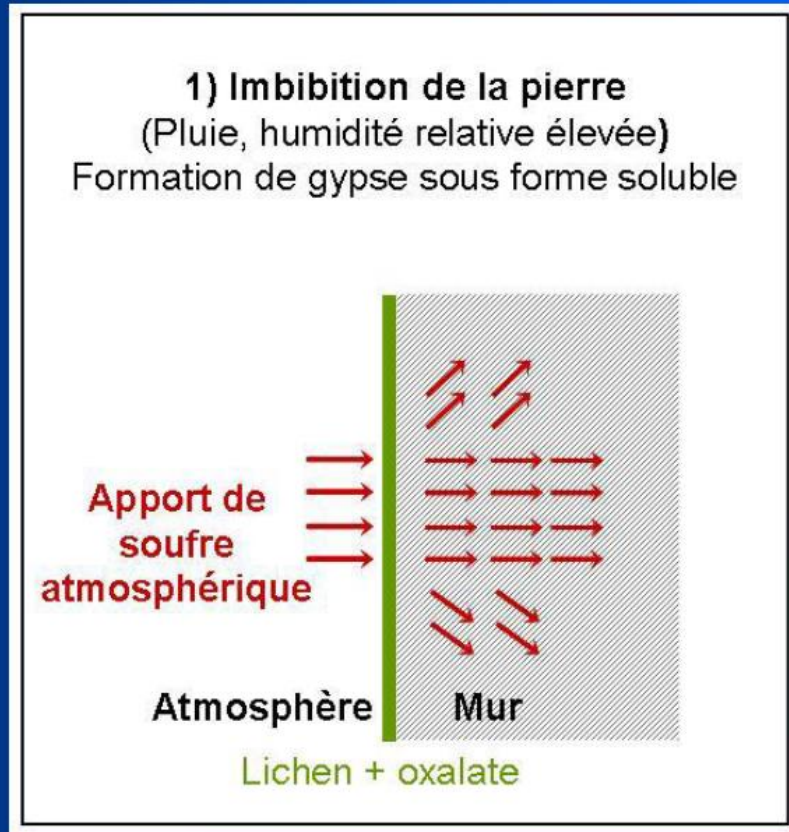 1) Imbibition de la pierre
(Pluie, humidité relative élevée)
Formation de gypse sous forme soluble
Apport de
soufre
atmosphérique
Atmosphère
Mur
Lichen + oxalate